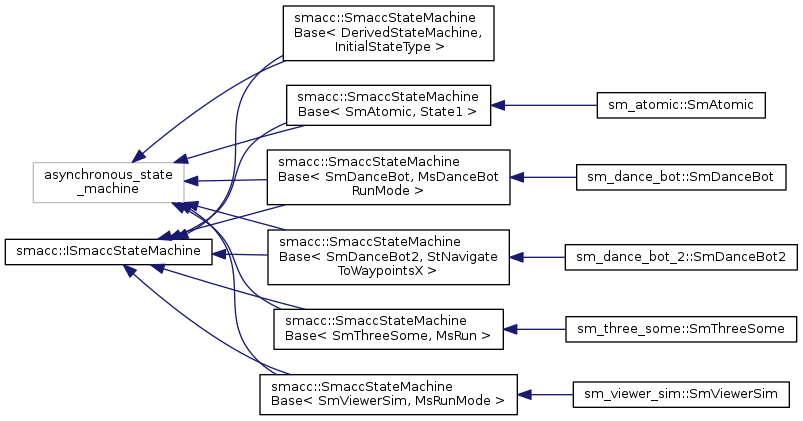 smacc::SmaccStateMachine
Base< DerivedStateMachine,
InitialStateType >
smacc::SmaccStateMachine
Base< SmAtomic, State1 >
sm_atomic::SmAtomic
asynchronous_state
_machine
smacc::SmaccStateMachine
Base< SmDanceBot, MsDanceBot
RunMode >
sm_dance_bot::SmDanceBot
smacc::ISmaccStateMachine
smacc::SmaccStateMachine
Base< SmDanceBot2, StNavigate
ToWaypointsX >
sm_dance_bot_2::SmDanceBot2
smacc::SmaccStateMachine
Base< SmThreeSome, MsRun >
sm_three_some::SmThreeSome
smacc::SmaccStateMachine
Base< SmViewerSim, MsRunMode >
sm_viewer_sim::SmViewerSim